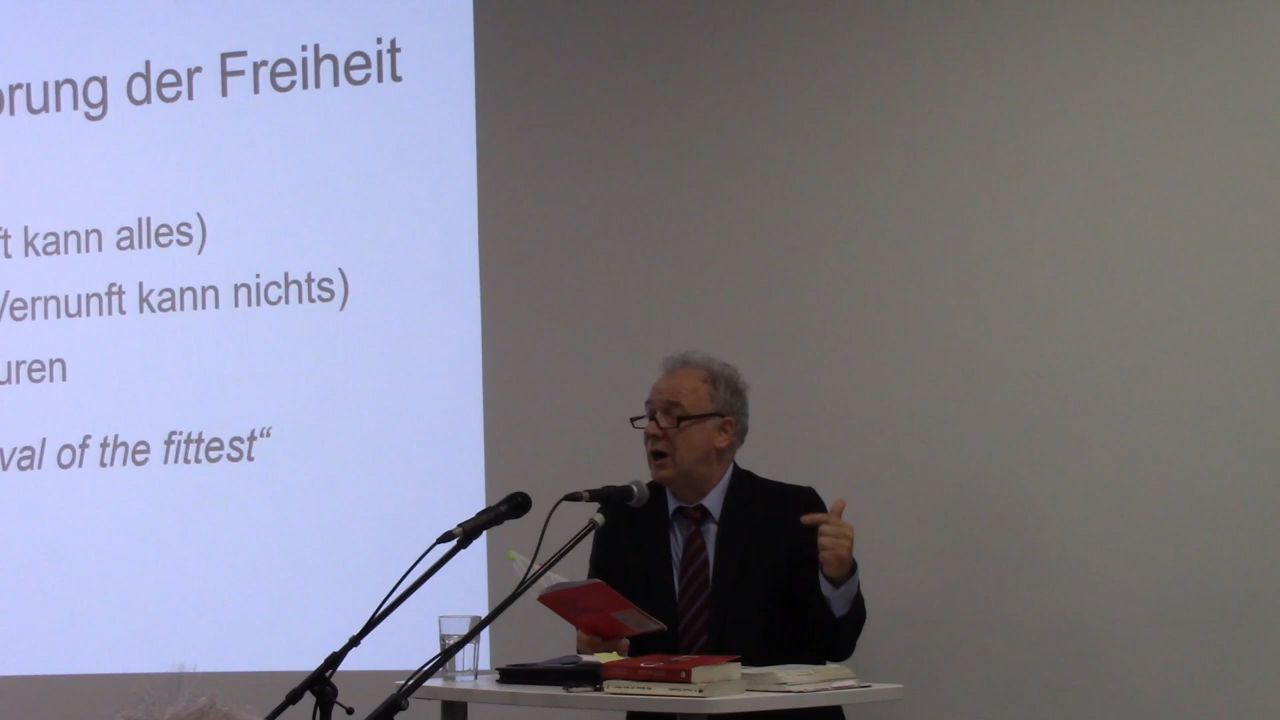 orung der Freiheit
ft kann alles)
Vernunft kann nichts)
uren
val of the fittest“